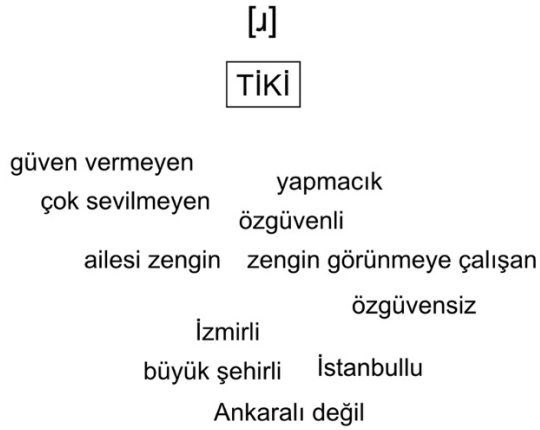 [ɹ]
TİKİ
güven vermeyen
yapmacık
çok sevilmeyen
özgüvenli
ailesi zengin zengin görünmeye çalışan
özgüvensiz
İzmirli
büyük şehirli İstanbullu
Ankaralı değil